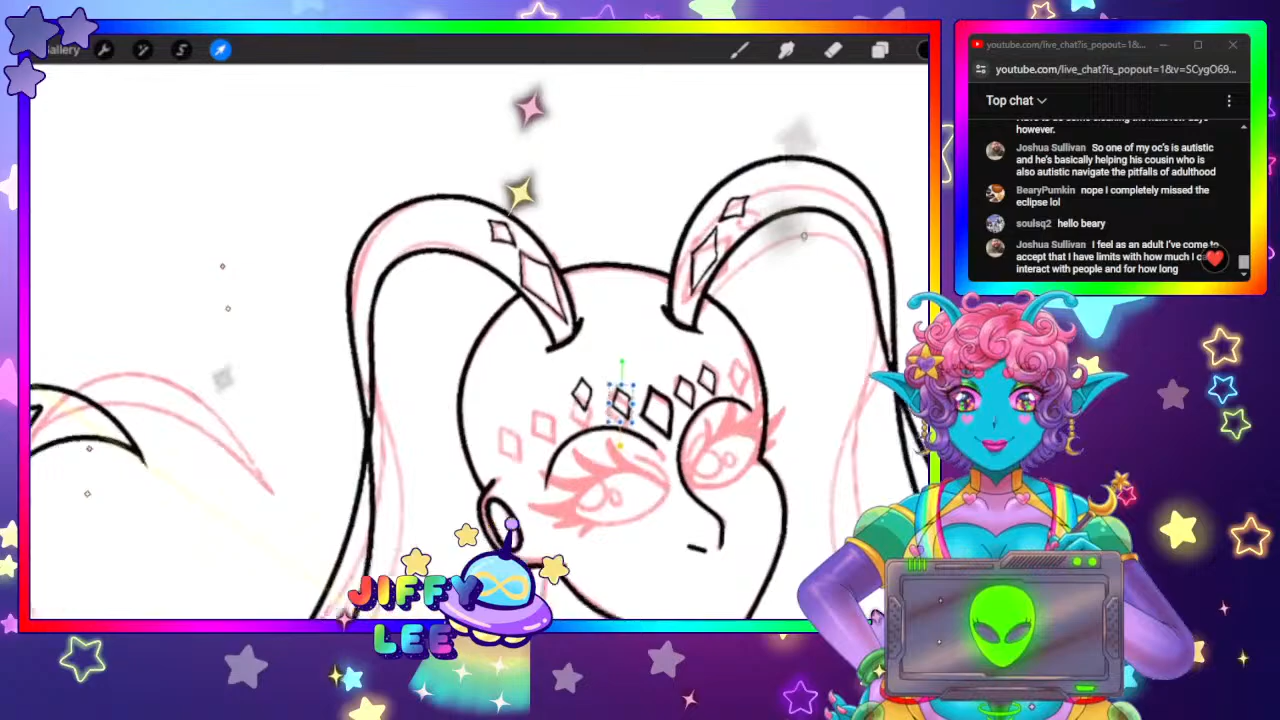 Gallery
youtube.com/live_chat?is_popout=1&...
youtube.com/live_chat?is_popout=1&v=SCygO69...
Top chat
however.
Joshua Sullivan So one of my oc's is autistic
and he's basically helping his cousin who is
also autistic navigate the pitfalls of adulthood
BearyPumkin nope I completely missed the
eclipse lol
soulsq2 hello beary
Joshua Sullivan I feel as an adult I've come to
accept that I have limits with how much I
interact with people and for how long
JIFFY
LEE